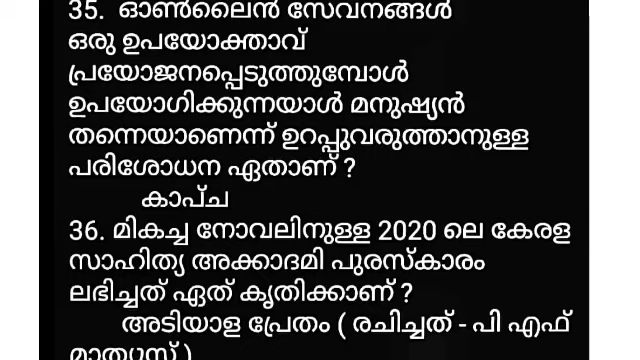 35. ഓൺലൈൻ സേവനങ്ങൾ
ഒരു ഉപയോക്താവ്
പ്രയോജനപ്പെടുത്തുമ്പോൾ
ഉപയോഗിക്കുന്നയാൾ മനുഷ്യൻ
തന്നെയാണെന്ന് ഉറപ്പുവരുത്താനുള്ള
പരിശോധന ഏതാണ് ?
കാപ്ച
36. മികച്ച നോവലിനുള്ള 2020 ലെ കേരള
സാഹിത്യ അക്കാദമി പുരസ്കാരം
ലഭിച്ചത് ഏത് കൃതിക്കാണ് ?
അടിയാള പ്രേതം ( രചിച്ചത് - പി എഫ്
മാത്യൂസ് )